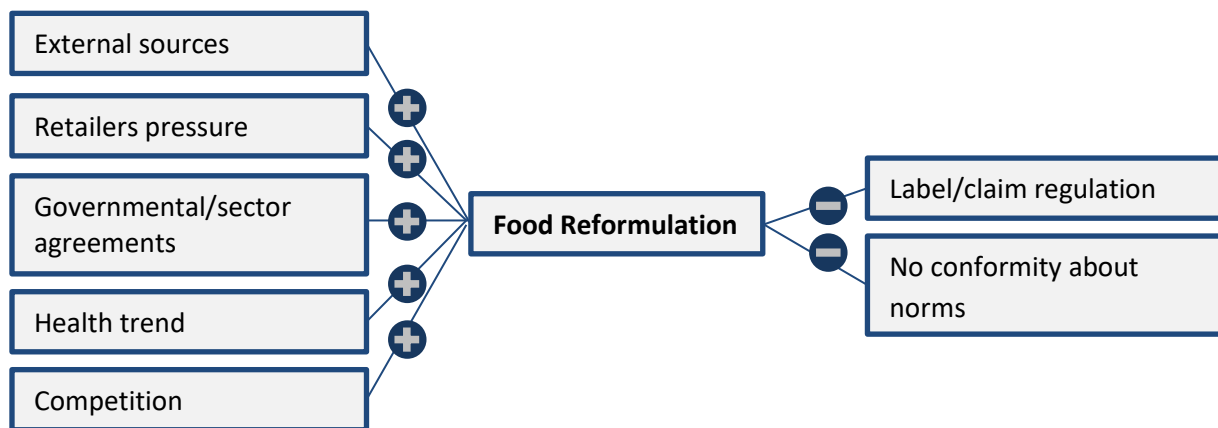 External sources
Retailers pressure
Governmental/sector
agreements
Health trend
Competition
Food Reformulation
Label/claim regulation
No conformity about
norms